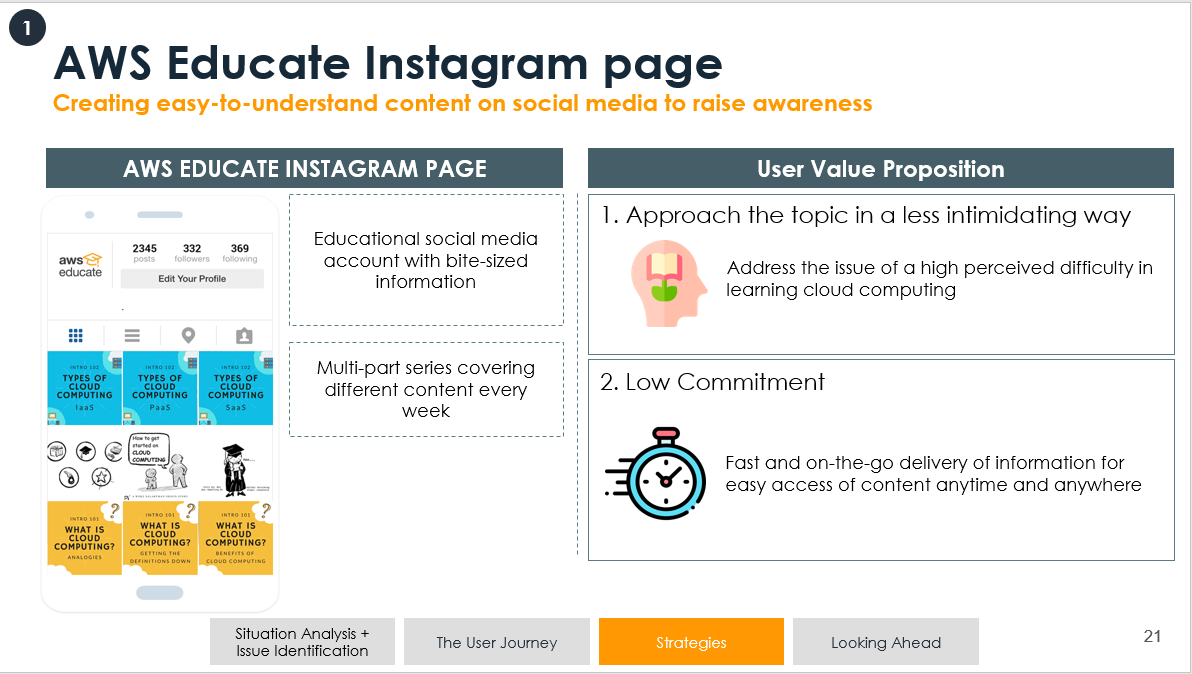 1
AWS Educate Instagram page
Creating easy-to-understand content on social media to raise awareness
AWS EDUCATE INSTAGRAM PAGE
aws
educate
2345
posts
332
followers
369
following
Edit Your Profile
INTRO 102
TYPES OF
CLOUD
COMPUTING
IaaS
INTRO 102
TYPES OF
CLOUD
COMPUTING
PaaS
INTRO 102
TYPES OF
CLOUD
COMPUTING
SaaS
How to get
started on
CLOUD
COMPUTING
INTRO 101
WHAT IS
CLOUD
COMPUTING?
ANALOGIES
INTRO 101
WHAT IS
CLOUD
COMPUTING?
GETTING THE
DEFINITIONS DOWN
INTRO 101
WHAT IS
CLOUD
COMPUTING?
BENEFITS OF
CLOUD COMPUTING
Educational social media
account with bite-sized
information
Multi-part series covering
different content every
week
User Value Proposition
1. Approach the topic in a less intimidating way
Address the issue of a high perceived difficulty in
learning cloud computing
2. Low Commitment
Fast and on-the-go delivery of information for
easy access of content anytime and anywhere
Situation Analysis +
Issue Identification
The User Journey
Strategies
Looking Ahead
21